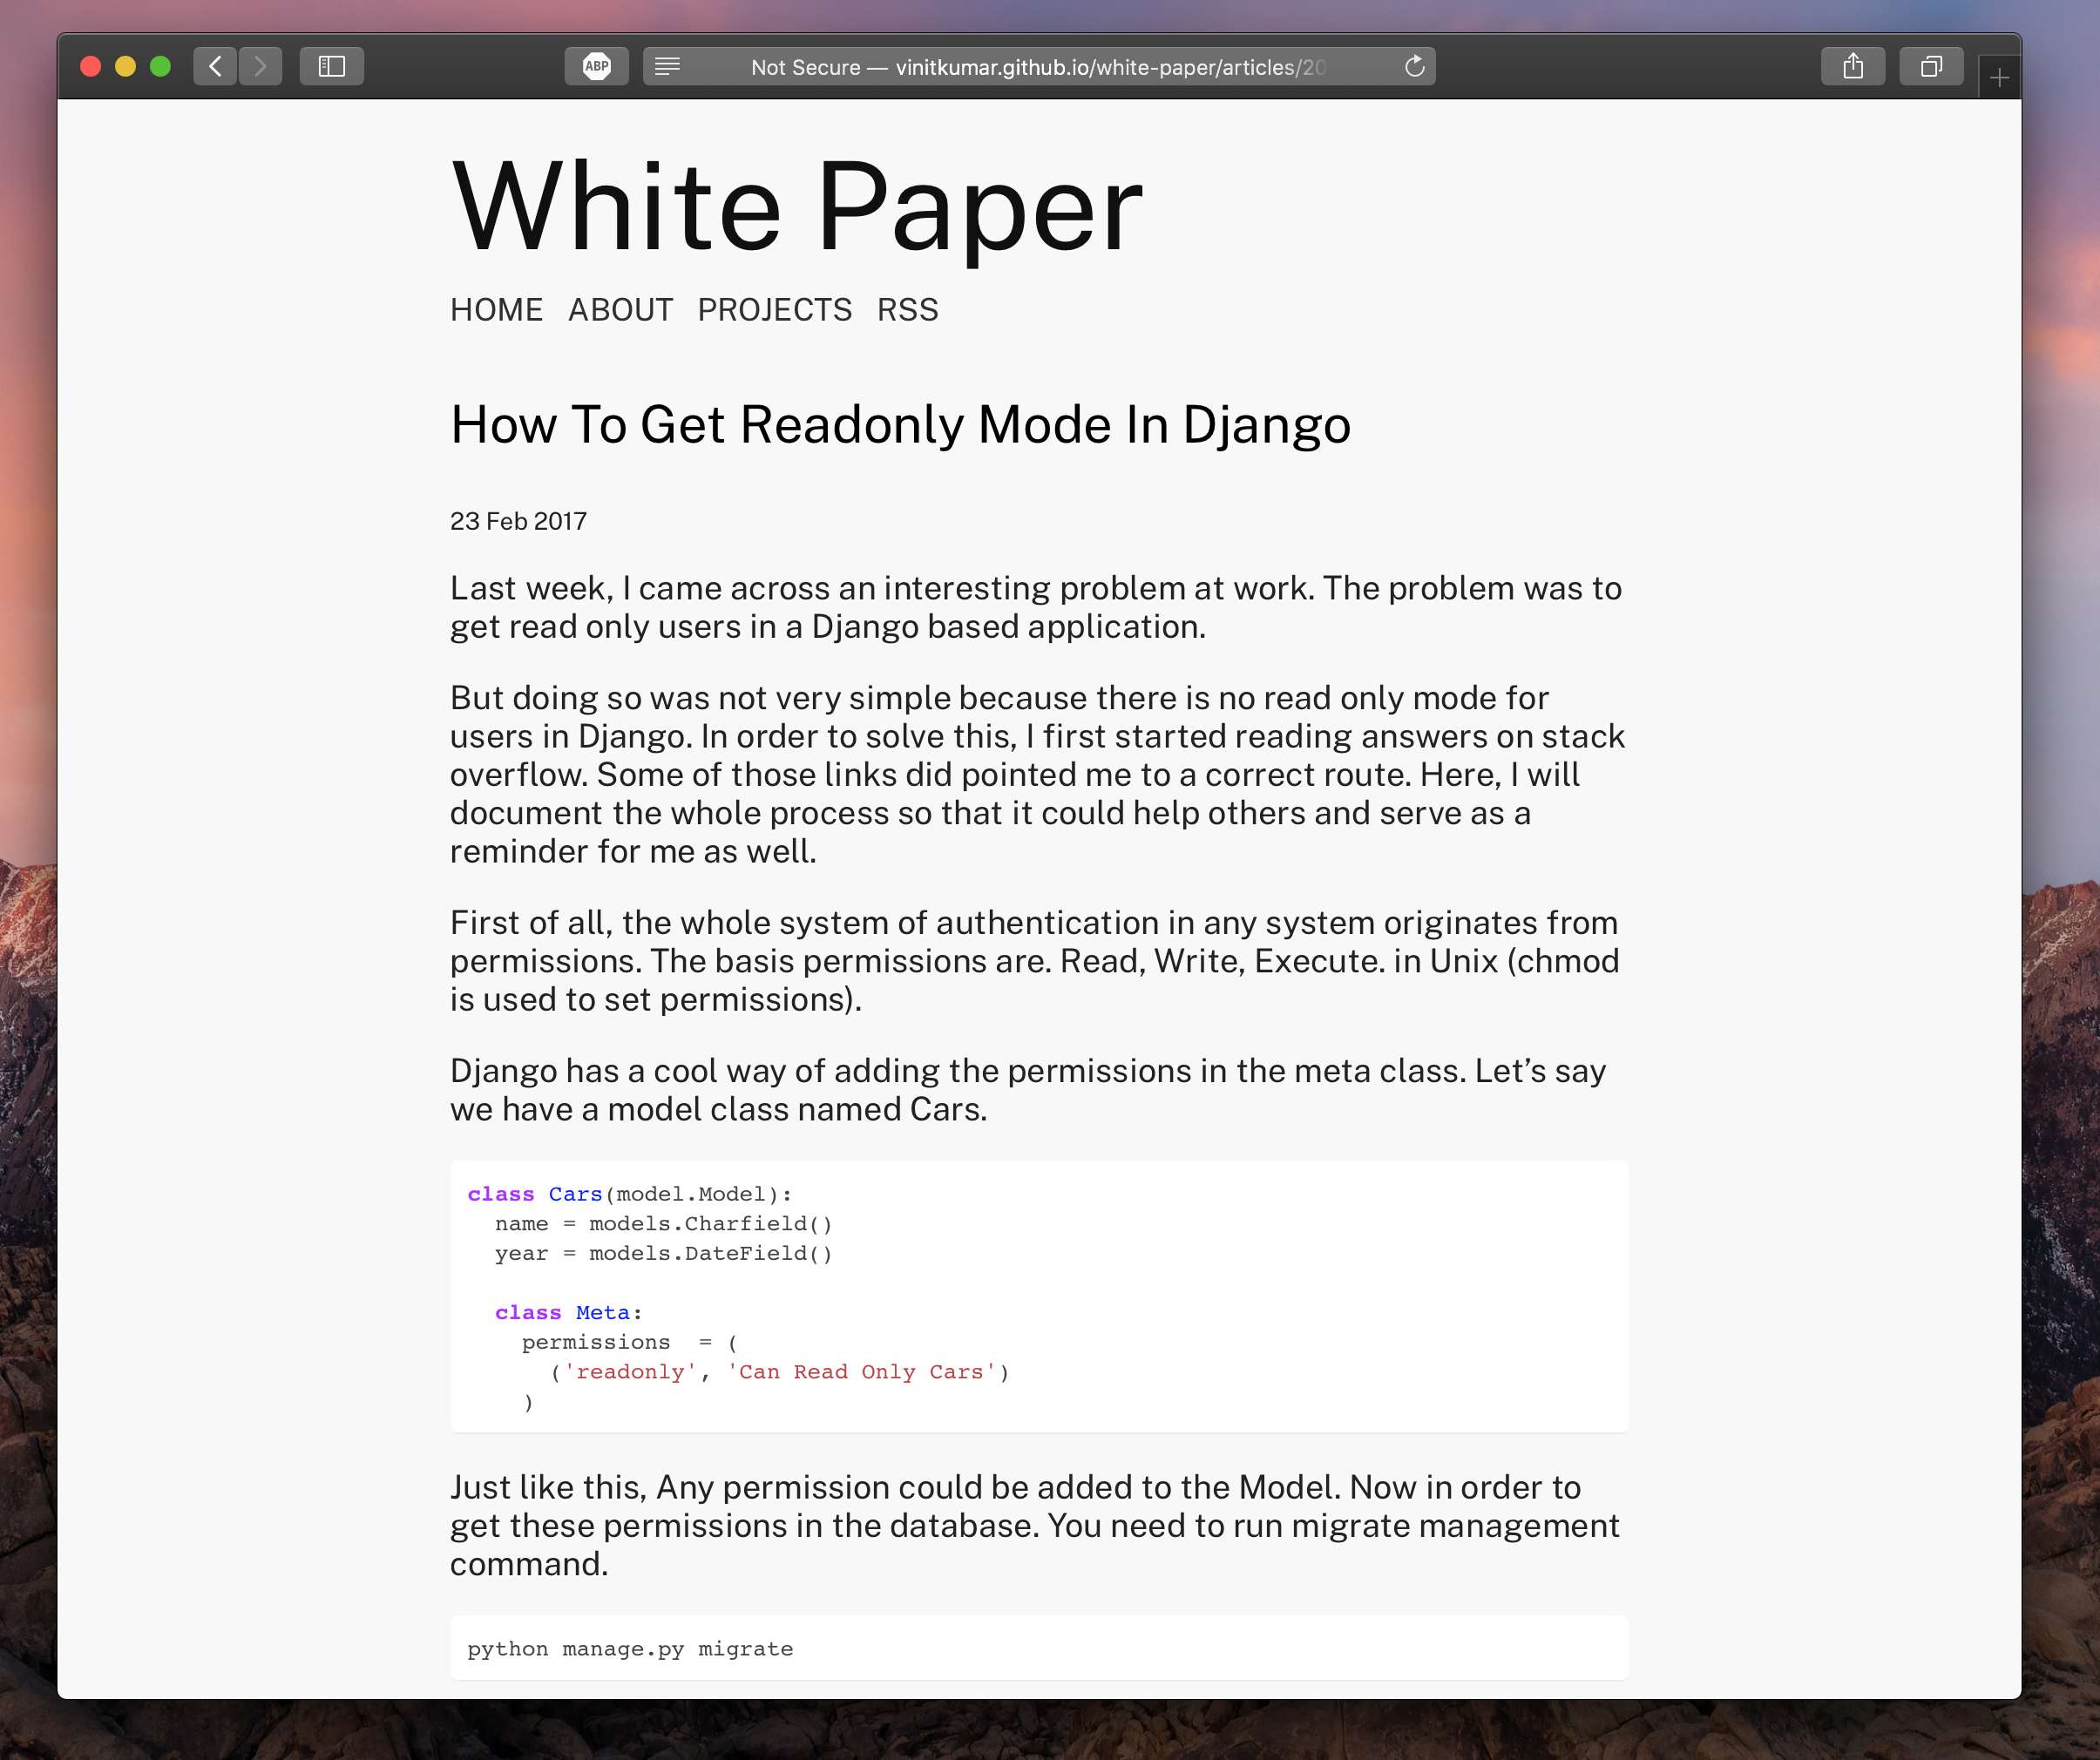 ABP
Not Secure — vinitkumar.github.io/white-paper/articles/20
White Paper
HOME ABOUT PROJECTS RSS
How To Get Readonly Mode In Django
23 Feb 2017
Last week, I came across an interesting problem at work. The problem was to
get read only users in a Django based application.
But doing so was not very simple because there is no read only mode for
users in Django. In order to solve this, I first started reading answers on stack
overflow. Some of those links did pointed me to a correct route. Here, I will
document the whole process so that it could help others and serve as a
reminder for me as well.
First of all, the whole system of authentication in any system originates from
permissions. The basis permissions are. Read, Write, Execute. in Unix (chmod
is used to set permissions).
Django has a cool way of adding the permissions in the meta class. Let’s say
we have a model class named Cars.
class Cars(model.Model):
  name = models.Charfield()
  year = models.DateField()
  class Meta:
    permissions  = (
      ('readonly', 'Can Read Only Cars')
    )
Just like this, Any permission could be added to the Model. Now in order to
get these permissions in the database. You need to run migrate management
command.
python manage.py migrate